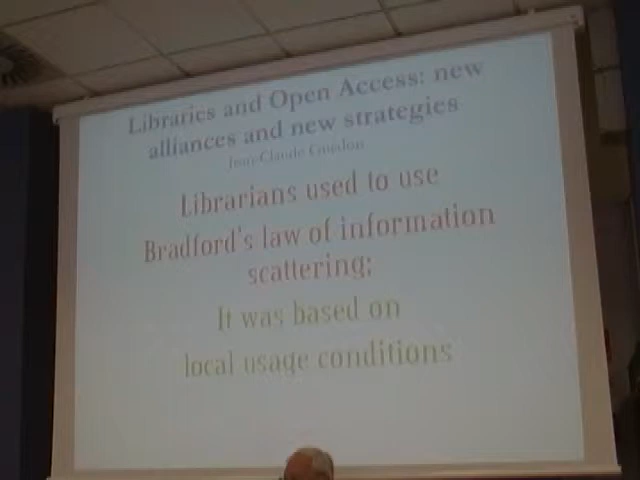 Libraries and Open Access: new
alliances and new strategies
Jean-Claude Guédon
Librarians used to use
Bradford's law of information
scattering;
It was based on
local usage conditions